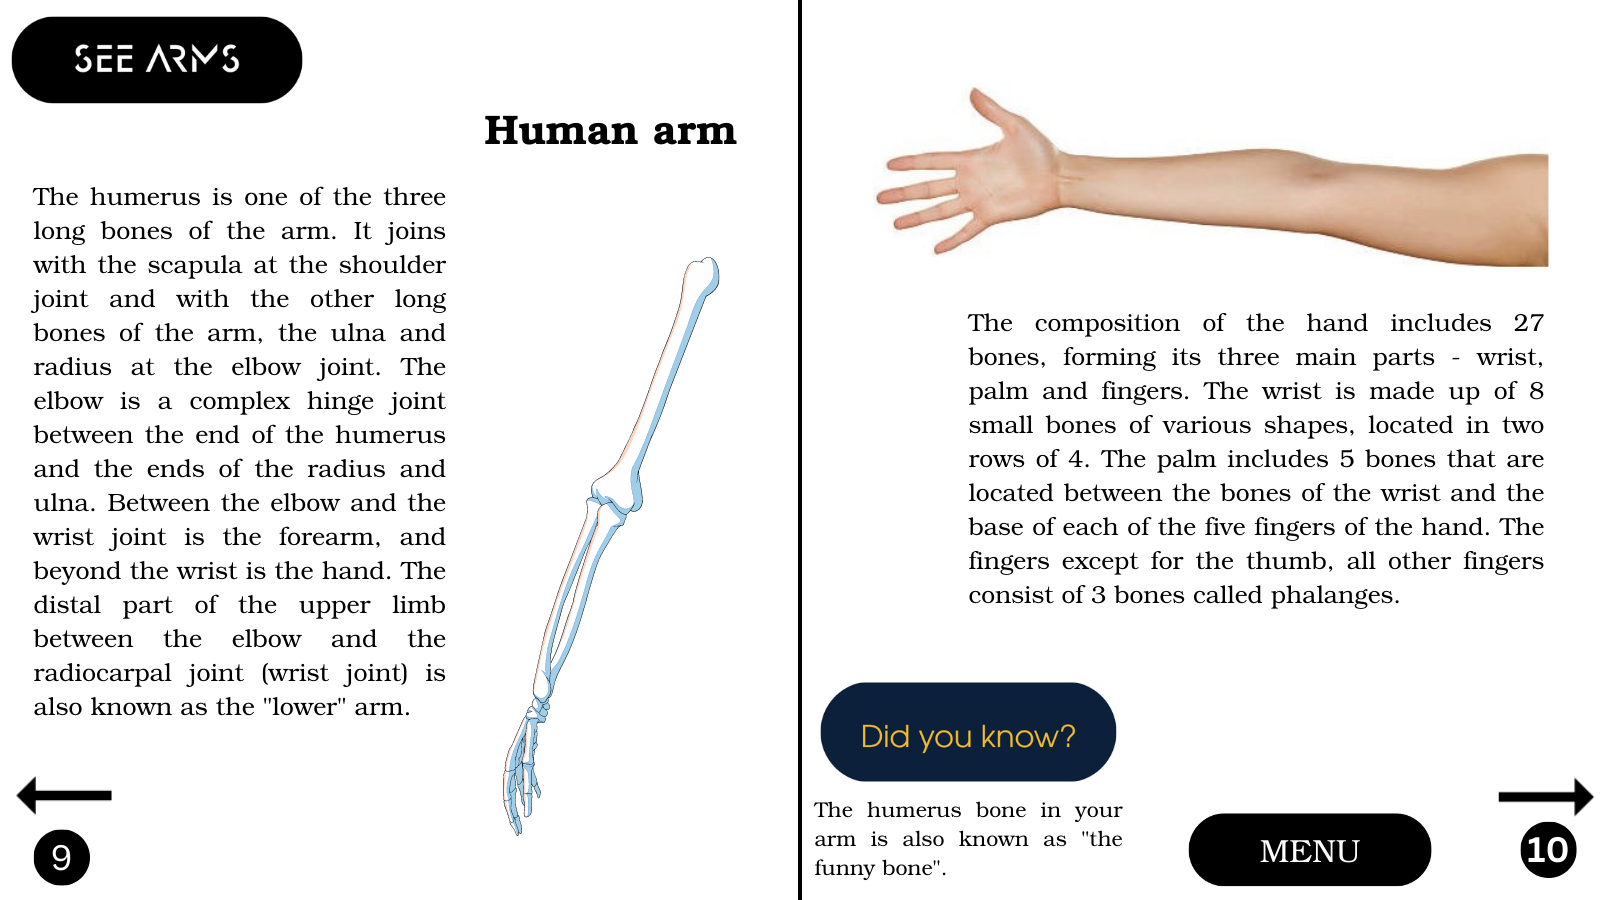 SEE ARMS
Human arm
The humerus is one of the three
long bones of the arm. It joins
with the scapula at the shoulder
joint and with the other long
bones of the arm, the ulna and
radius at the elbow joint. The
elbow is a complex hinge joint
between the end of the humerus
and the ends of the radius and
ulna. Between the elbow and the
wrist joint is the forearm, and
beyond the wrist is the hand. The
distal part of the upper limb
between the elbow and the
radiocarpal joint (wrist joint) is
also known as the "lower" arm.
9
The composition of the hand includes 27
bones, forming its three main parts - wrist,
palm and fingers. The wrist is made up of 8
small bones of various shapes, located in two
rows of 4. The palm includes 5 bones that are
located between the bones of the wrist and the
base of each of the five fingers of the hand. The
fingers except for the thumb, all other fingers
consist of 3 bones called phalanges.
Did you know?
The humerus bone in your
arm is also known as "the
funny bone".
MENU
10